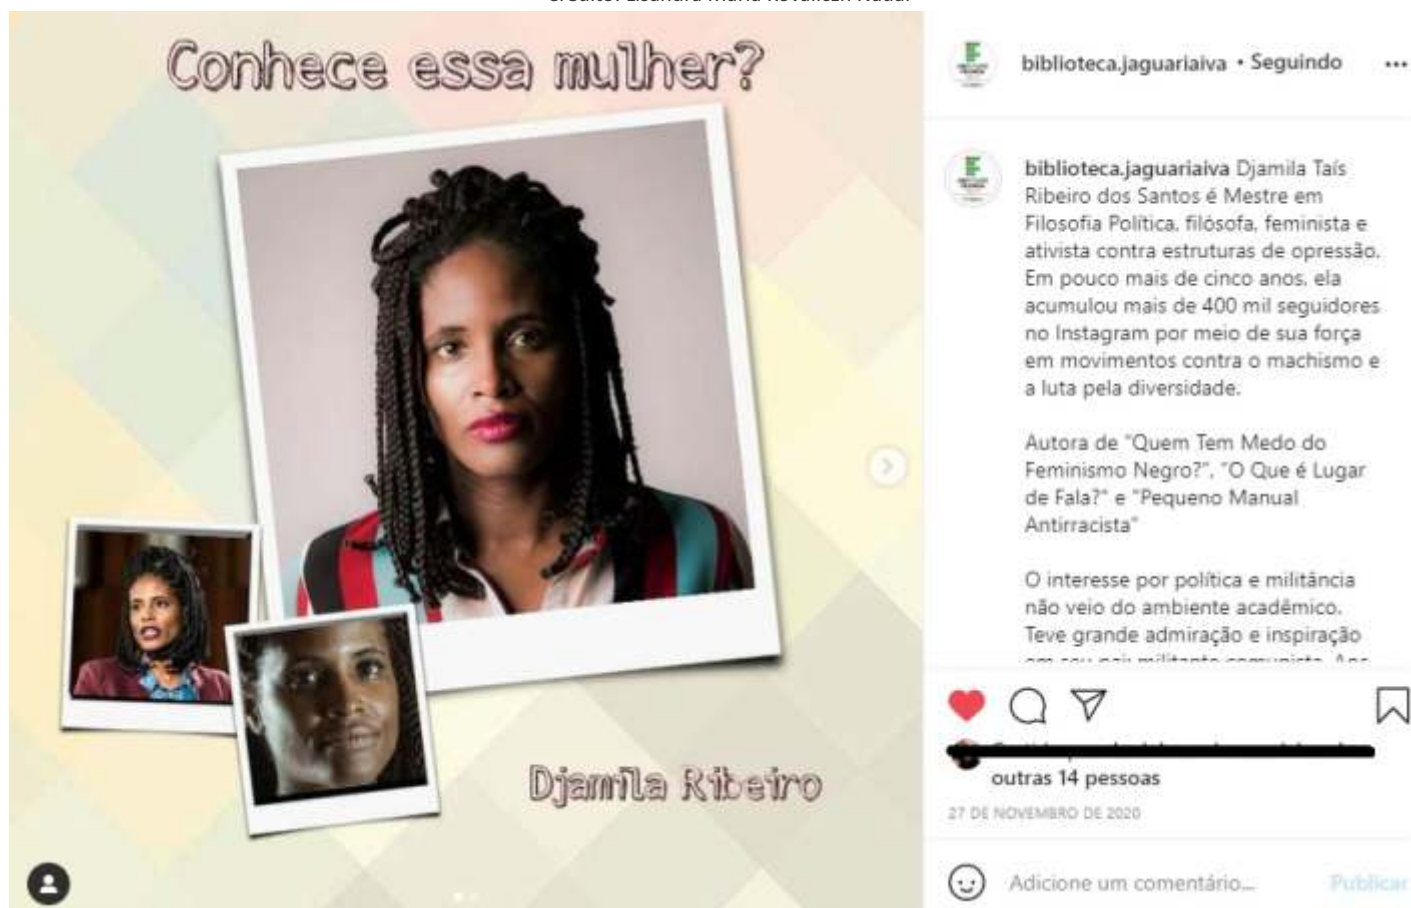 Conhece essa mulher?
Djamila Ribeiro
biblioteca.jaguariaiva • Seguindo
biblioteca.jaguariaiva Djamila Taís
Ribeiro dos Santos é Mestre em
Filosofia Política, filósofa, feminista e
ativista contra estruturas de opressão.
Em pouco mais de cinco anos, ela
acumulou mais de 400 mil seguidores
no Instagram por meio de sua força
em movimentos contra o machismo e
a luta pela diversidade.
Autora de "Quem Tem Medo do
Feminismo Negro?", "O Que é Lugar
de Fala?" e "Pequeno Manual
Antirracista"
O interesse por política e militância
não veio do ambiente acadêmico.
Teve grande admiração e inspiração
outras 14 pessoas
27 DE NOVEMBRO DE 2020
Adicione um comentário...
Publicar